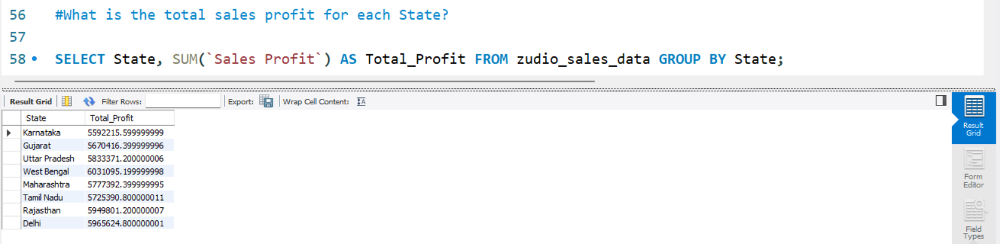 56 #What is the total sales profit for each State?
57
58 SELECT State, SUM(`Sales Profit`) AS Total_Profit FROM zudio_sales_data GROUP BY State;
Result Grid Filter Rows: Export: Wrap Cell Content: IA
State Total_Profit
Karnataka 5592215.599999999
Gujarat 5670416.399999996
Uttar Pradesh 5833371.200000006
West Bengal 6031095.199999998
Maharashtra 5777392.399999995
Tamil Nadu 5725390.800000011
Rajasthan 5949801.200000007
Delhi 5965624.800000001
Result
Grid
Form
Editor
Field
Types